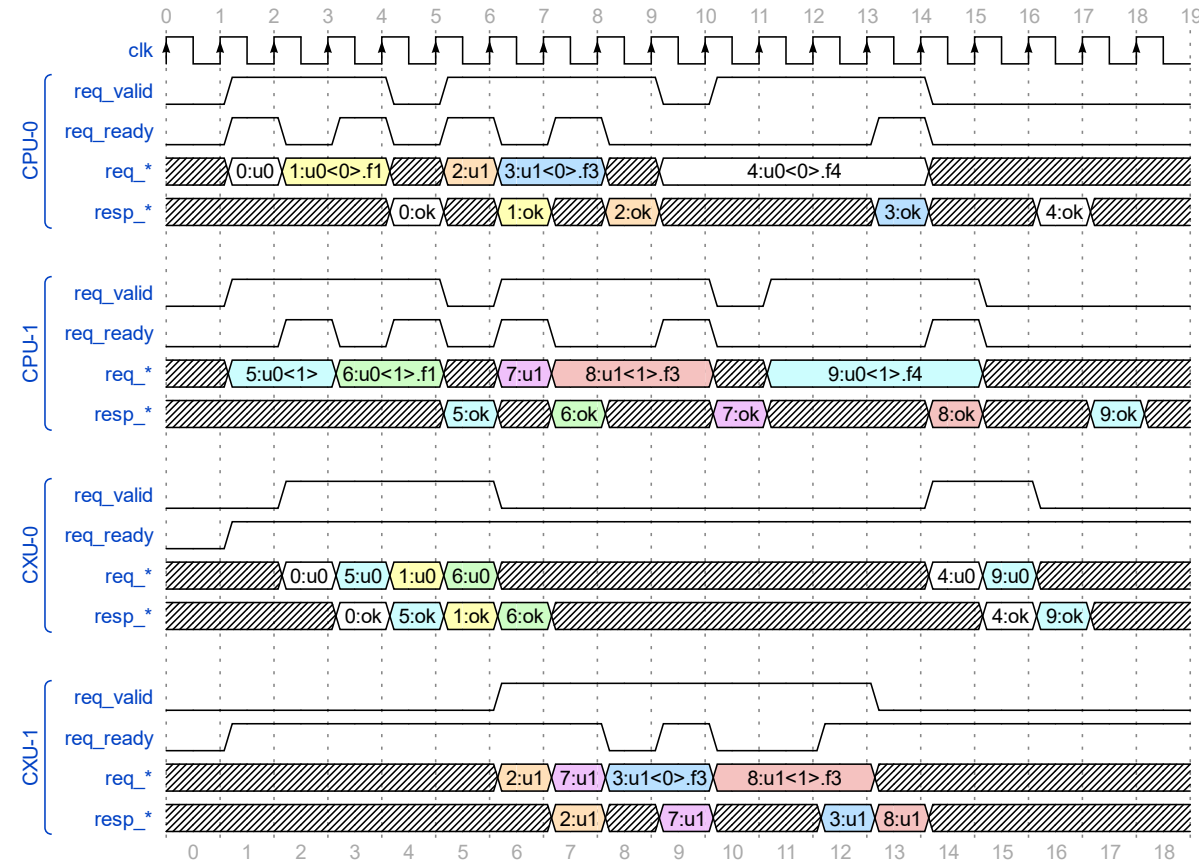 0 1 2 3 4 5 6 7 8 9 10 11 12 13 14 15 16 17 18 19
clk
CPU-0
req_valid
req_ready
req_* 0:u0 1:u0<0>.f1 2:u1 3:u1<0>.f3 4:u0<0>.f4
resp_* 0:ok 1:ok 2:ok 3:ok 4:ok
CPU-1
req_valid
req_ready
req_* 5:u0<1> 6:u0<1>.f1 7:u1 8:u1<1>.f3 9:u0<1>.f4
resp_* 5:ok 6:ok 7:ok 8:ok 9:ok
CXU-0
req_valid
req_ready
req_* 0:u0 5:u0 1:u0 6:u0 4:u0 9:u0
resp_* 0:ok 5:ok 1:ok 6:ok 4:ok 9:ok
CXU-1
req_valid
req_ready
req_* 2:u1 7:u1 3:u1<0>.f3 8:u1<1>.f3
resp_* 2:u1 7:u1 3:u1 8:u1
0 1 2 3 4 5 6 7 8 9 10 11 12 13 14 15 16 17 18